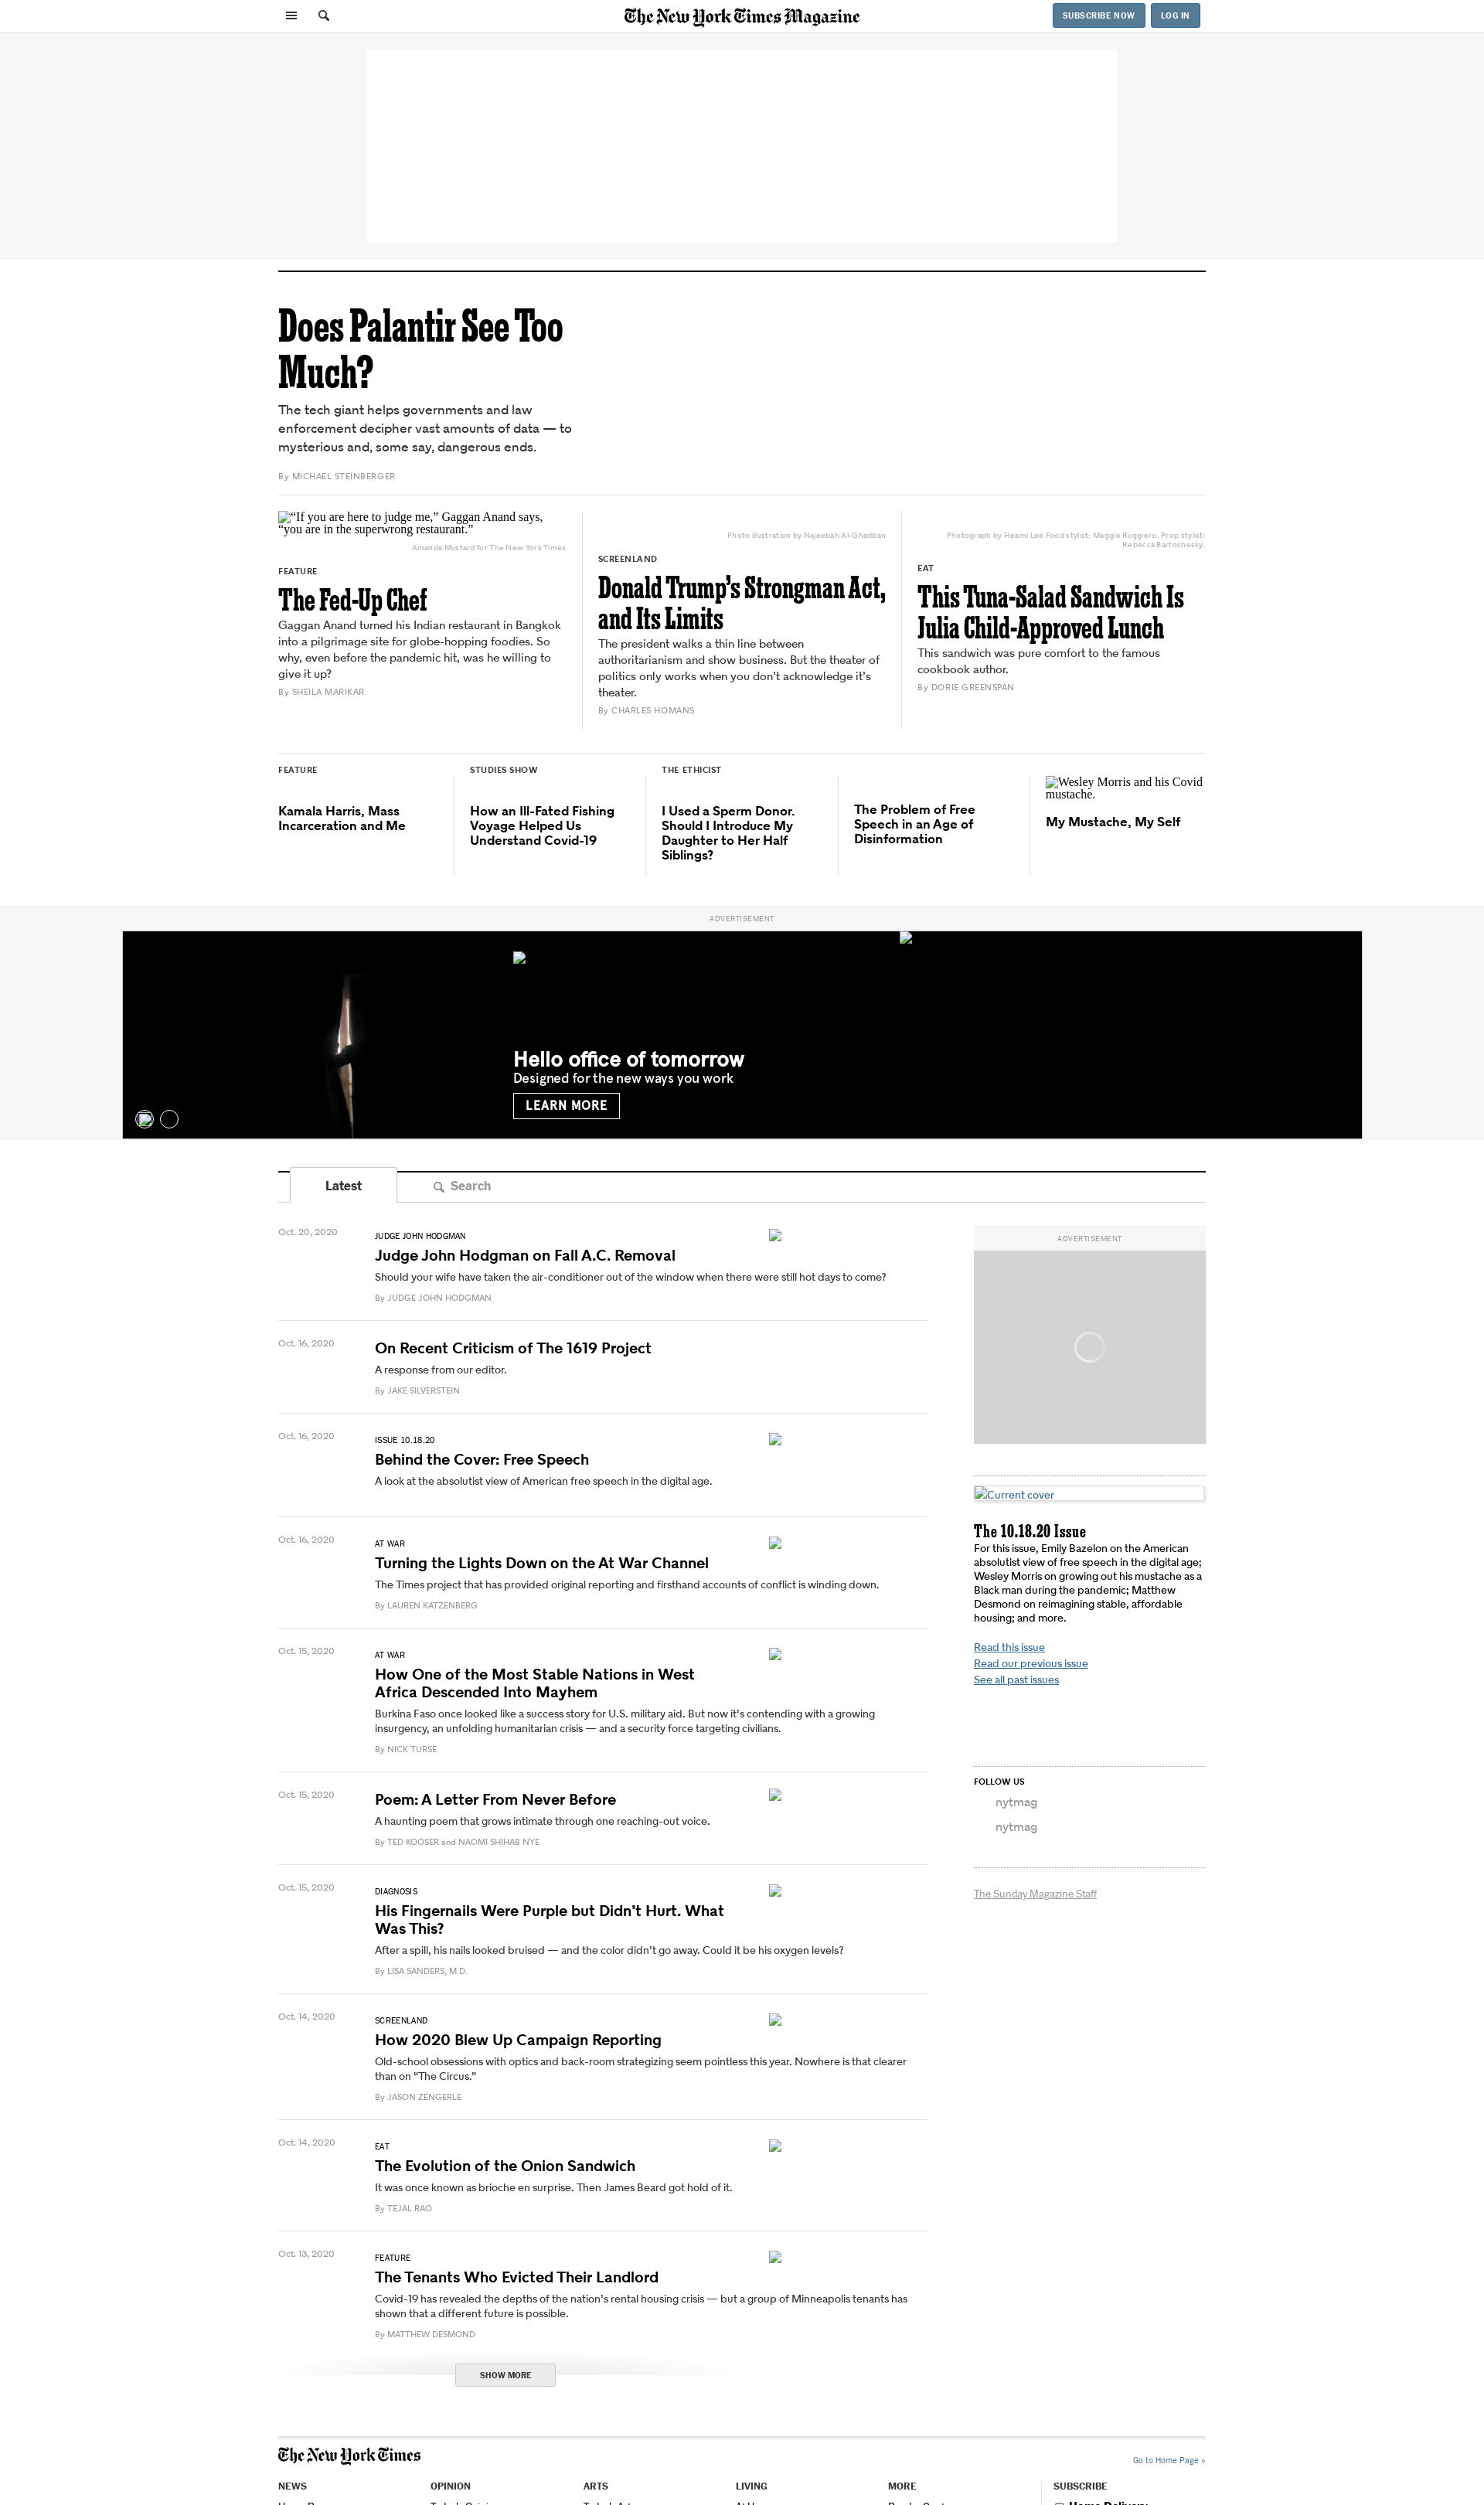 The New York Times Magazine
SUBSCRIBE NOW
LOG IN
Does Palantir See Too
Much?
The tech giant helps governments and law
enforcement decipher vast amounts of data — to
mysterious and, some say, dangerous ends.
By MICHAEL STEINBERGER
“If you are here to judge me,” Gaggan Anand says,
“you are in the superwrong restaurant.”
Amanda Mustard for The New York Times
FEATURE
The Fed-Up Chef
Gaggan Anand turned his Indian restaurant in Bangkok
into a pilgrimage site for globe-hopping foodies. So
why, even before the pandemic hit, was he willing to
give it up?
By SHEILA MARIKAR
Photo illustration by Najeebah Al-Ghadban
SCREENLAND
Donald Trump’s Strongman Act,
and Its Limits
The president walks a thin line between
authoritarianism and show business. But the theater of
politics only works when you don’t acknowledge it’s
theater.
By CHARLES HOMANS
Photograph by Heami Lee Food stylist: Maggie Ruggiero. Prop stylist:
Rebecca Bartoshesky.
EAT
This Tuna-Salad Sandwich Is
Julia Child-Approved Lunch
This sandwich was pure comfort to the famous
cookbook author.
By DORIE GREENSPAN
FEATURE
Kamala Harris, Mass
Incarceration and Me
STUDIES SHOW
How an Ill-Fated Fishing
Voyage Helped Us
Understand Covid-19
THE ETHICIST
I Used a Sperm Donor.
Should I Introduce My
Daughter to Her Half
Siblings?
The Problem of Free
Speech in an Age of
Disinformation
Wesley Morris and his Covid
mustache.
My Mustache, My Self
ADVERTISEMENT
Hello office of tomorrow
Designed for the new ways you work
LEARN MORE
Latest
Search
Oct. 20, 2020
JUDGE JOHN HODGMAN
Judge John Hodgman on Fall A.C. Removal
Should your wife have taken the air-conditioner out of the window when there were still hot days to come?
By JUDGE JOHN HODGMAN
Oct. 16, 2020
On Recent Criticism of The 1619 Project
A response from our editor.
By JAKE SILVERSTEIN
Oct. 16, 2020
ISSUE 10.18.20
Behind the Cover: Free Speech
A look at the absolutist view of American free speech in the digital age.
Oct. 16, 2020
AT WAR
Turning the Lights Down on the At War Channel
The Times project that has provided original reporting and firsthand accounts of conflict is winding down.
By LAUREN KATZENBERG
Oct. 15, 2020
AT WAR
How One of the Most Stable Nations in West
Africa Descended Into Mayhem
Burkina Faso once looked like a success story for U.S. military aid. But now it’s contending with a growing
insurgency, an unfolding humanitarian crisis — and a security force targeting civilians.
By NICK TURSE
Oct. 15, 2020
Poem: A Letter From Never Before
A haunting poem that grows intimate through one reaching-out voice.
By TED KOOSER and NAOMI SHIHAB NYE
Oct. 15, 2020
DIAGNOSIS
His Fingernails Were Purple but Didn’t Hurt. What
Was This?
After a spill, his nails looked bruised — and the color didn’t go away. Could it be his oxygen levels?
By LISA SANDERS, M.D.
Oct. 14, 2020
SCREENLAND
How 2020 Blew Up Campaign Reporting
Old-school obsessions with optics and back-room strategizing seem pointless this year. Nowhere is that clearer
than on “The Circus.”
By JASON ZENGERLE
Oct. 14, 2020
EAT
The Evolution of the Onion Sandwich
It was once known as brioche en surprise. Then James Beard got hold of it.
By TEJAL RAO
Oct. 13, 2020
FEATURE
The Tenants Who Evicted Their Landlord
Covid-19 has revealed the depths of the nation’s rental housing crisis — but a group of Minneapolis tenants has
shown that a different future is possible.
By MATTHEW DESMOND
SHOW MORE
ADVERTISEMENT
Current cover
The 10.18.20 Issue
For this issue, Emily Bazelon on the American
absolutist view of free speech in the digital age;
Wesley Morris on growing out his mustache as a
Black man during the pandemic; Matthew
Desmond on reimagining stable, affordable
housing; and more.
Read this issue
Read our previous issue
See all past issues
FOLLOW US
nytmag
nytmag
The Sunday Magazine Staff
The New York Times
Go to Home Page »
NEWS
OPINION
ARTS
LIVING
MORE
SUBSCRIBE